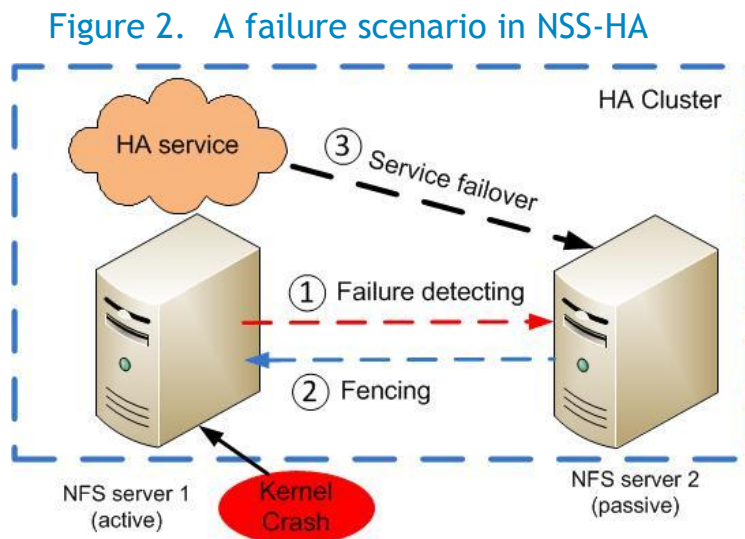 Figure 2. A failure scenario in NSS-HA
HA Cluster
HA service
3 Service failover
1 Failure detecting
2 Fencing
NFS server 1
(active)
Kernel
Crash
NFS server 2
(passive)